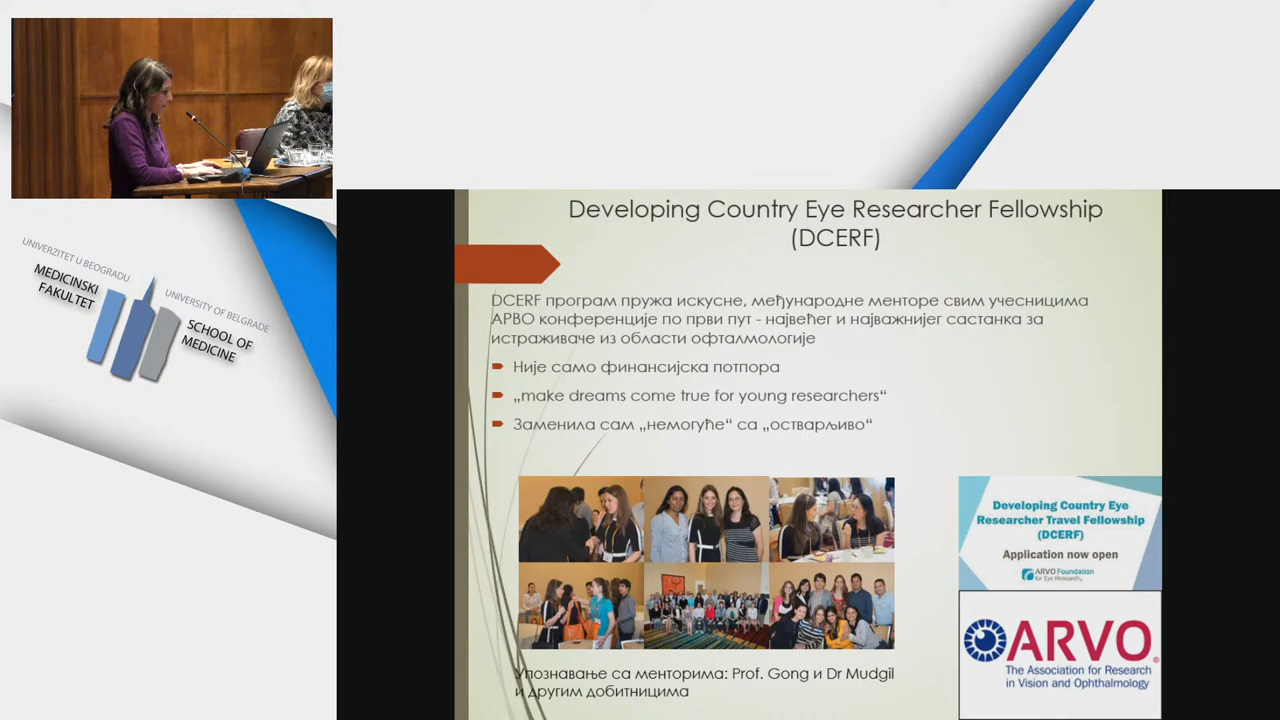 UNIVERZITET U BEOGRADU
MEDICINSKI
FAKULTET
UNIVERSITY OF BELGRADE
SCHOOL OF
MEDICINE
Developing Country Eye Researcher Fellowship
(DCERF)
DCERF програм пружа искусне, међународне менторе свим учесницима
АРВО конференције по први пут - највећег и најважнијег састанка за
истраживаче из области офталмологије
Није само финансијска потпора
„make dreams come true for young researchers“
Заменила сам „немогуће“ са „остварљиво“
Упознавање са менторима: Prof. Gong и Dr Mudgil
и другим добитницима
Developing Country Eye
Researcher Travel Fellowship
(DCERF)
Application now open
ARVO Foundation
for Eye Research
ARVO®
The Association for Research
in Vision and Ophthalmology